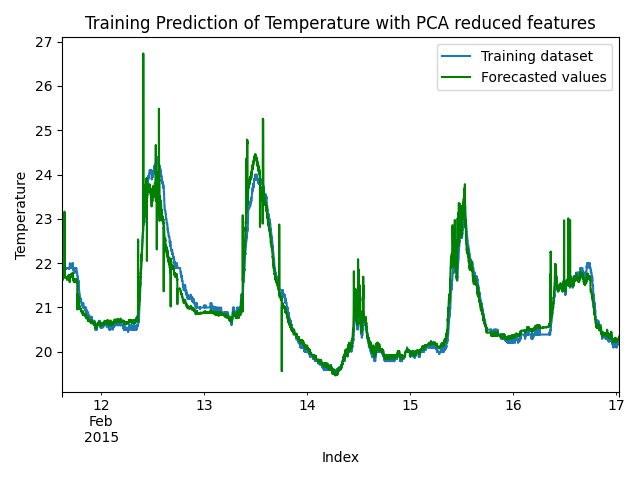 Training Prediction of Temperature with PCA reduced features
Training dataset
Forecasted values
Temperature
27
26
25
24
23
22
21
20
12
13
14
15
16
17
Feb
2015
Index